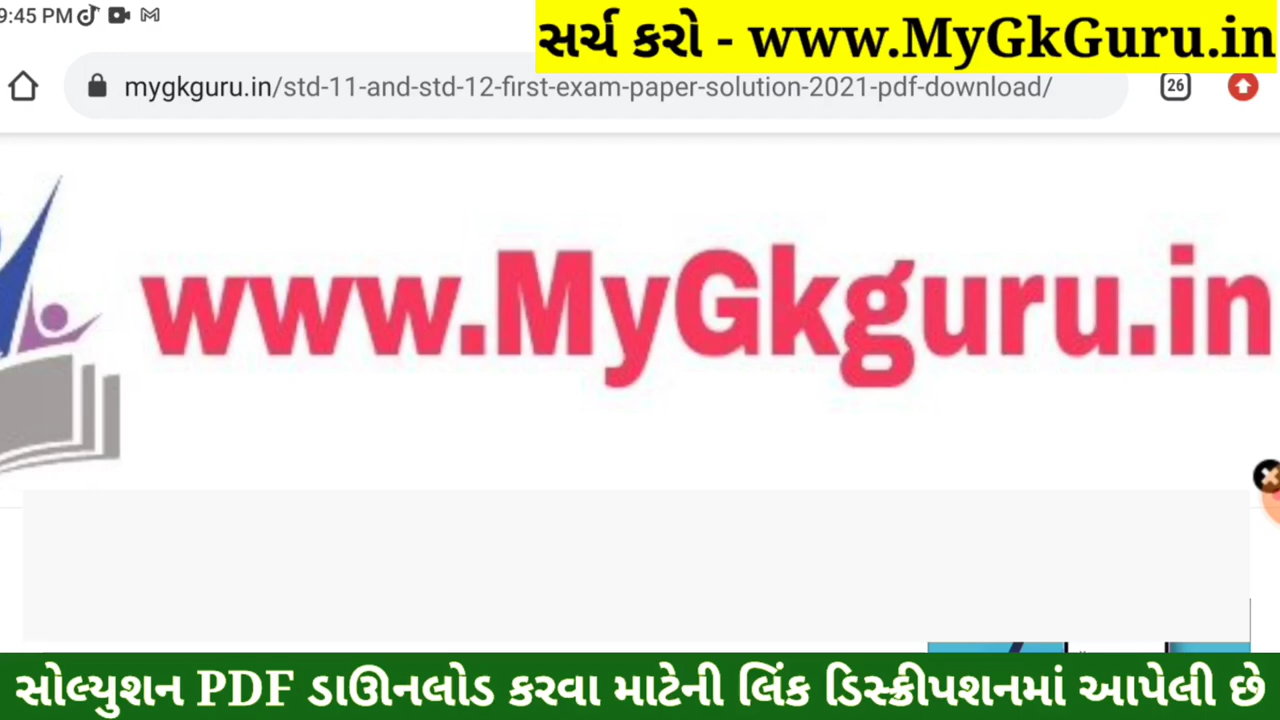 9:45 PM
સર્ચ કરો - www.MyGkGuru.in
mygkguru.in/std-11-and-std-12-first-exam-paper-solution-2021-pdf-download/
26
www.MyGkguru.in
સોલ્યુશન PDF ડાઊનલોડ કરવા માટેની લિંક ડિસ્ક્રીપશનમાં આપેલી છે